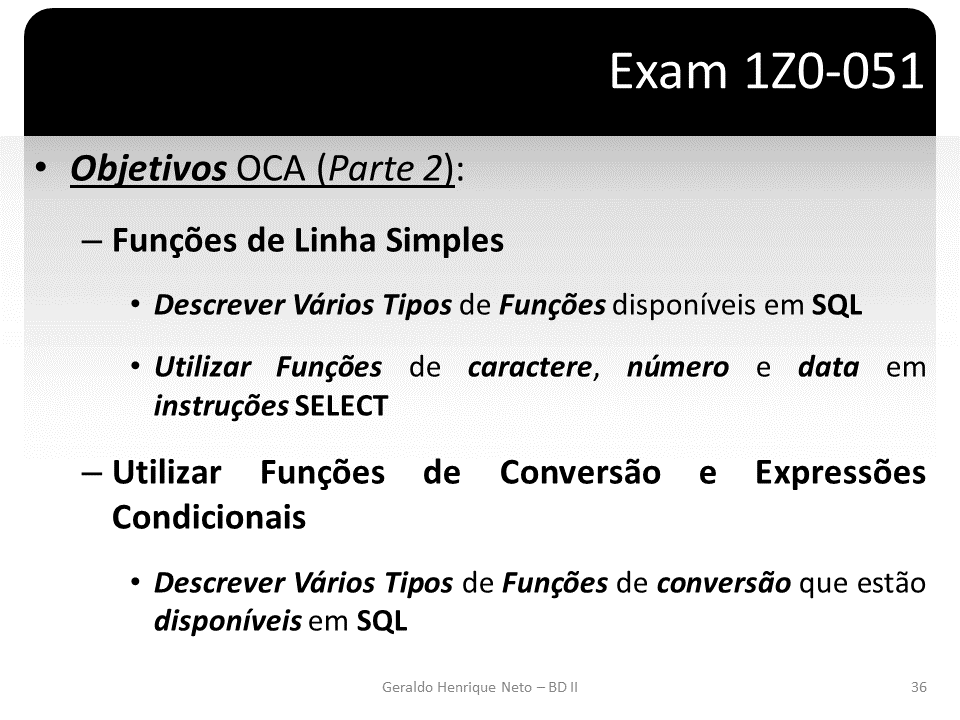 Exam 1Z0-051
• Objetivos OCA (Parte 2):
– Funções de Linha Simples
• Descrever Vários Tipos de Funções disponíveis em SQL
• Utilizar Funções de caractere, número e data em
instruções SELECT
– Utilizar Funções de Conversão e Expressões
Condicionais
• Descrever Vários Tipos de Funções de conversão que estão
disponíveis em SQL
Geraldo Henrique Neto – BD II 36